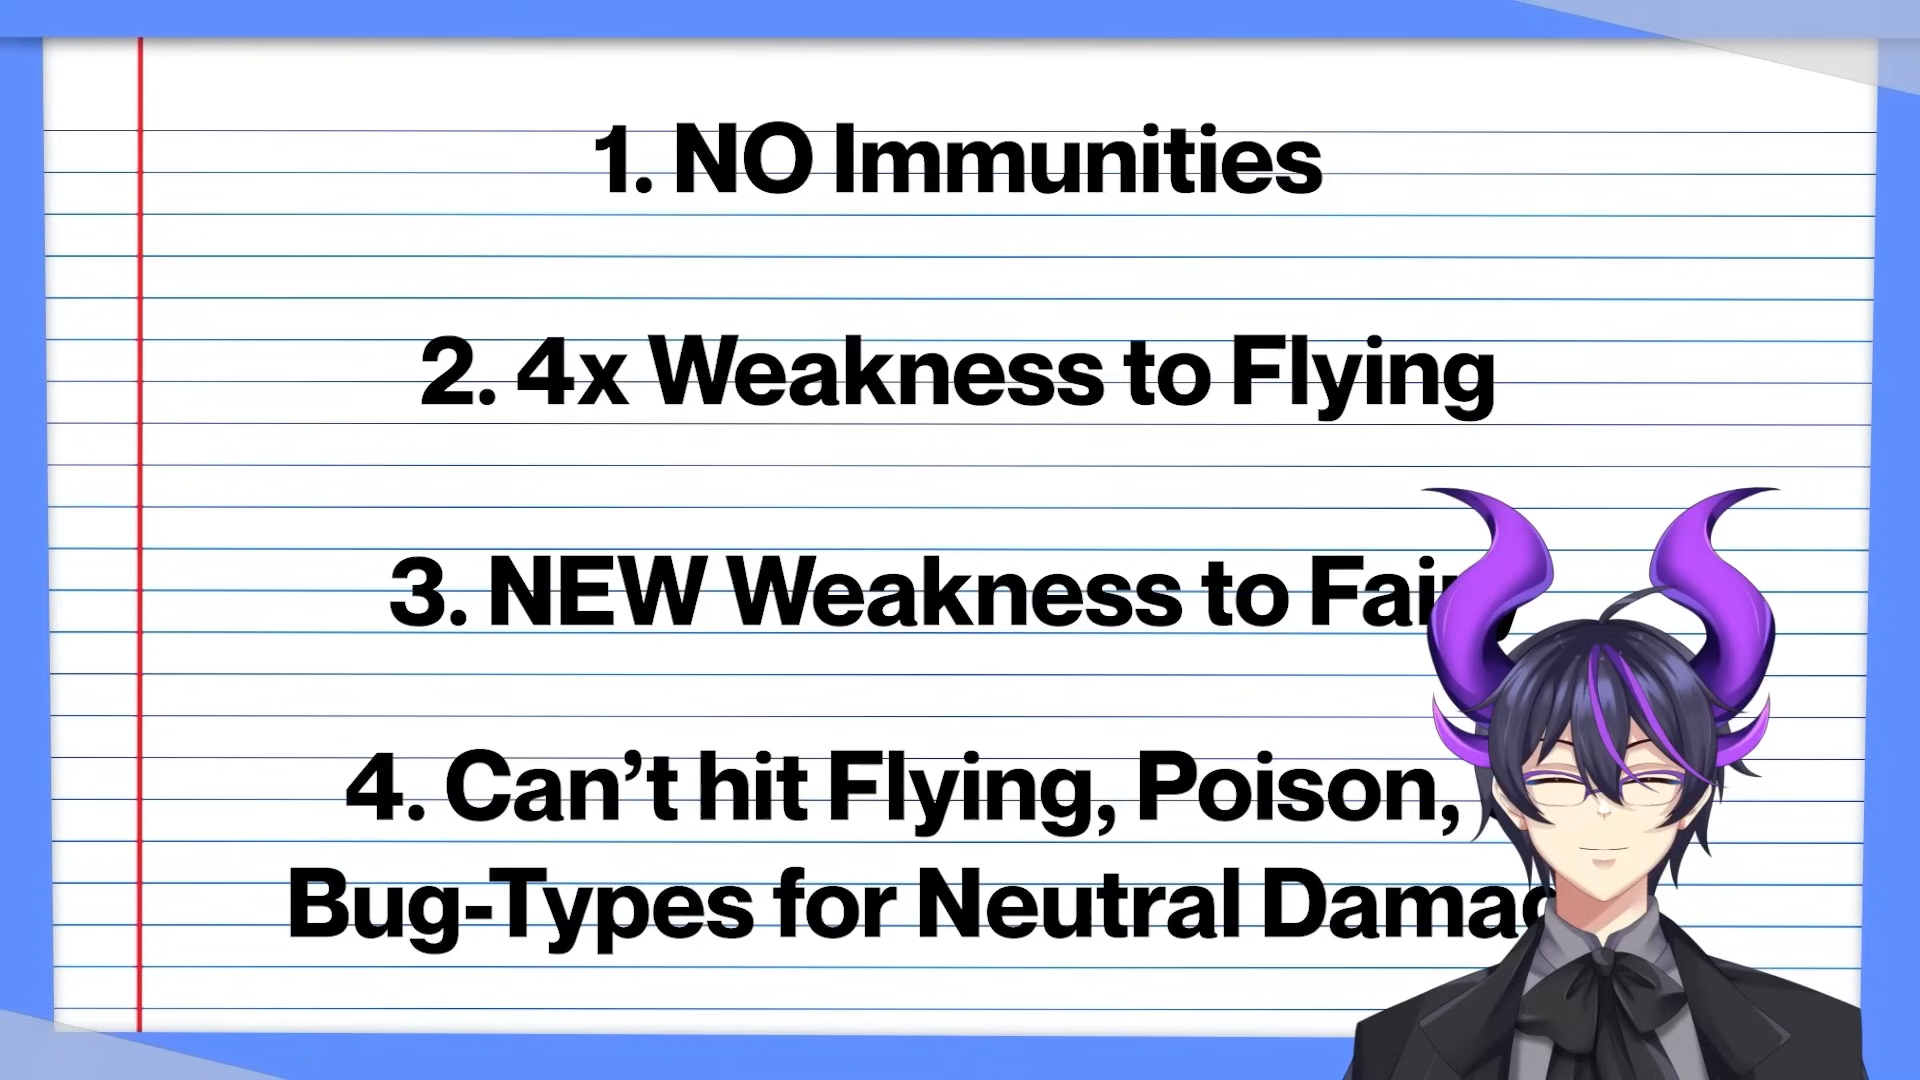 1. NO Immunities
2. 4x Weakness to Flying
3. NEW Weakness to
4. Can’t hit Flying, Poison,
Bug-Types for Neutral